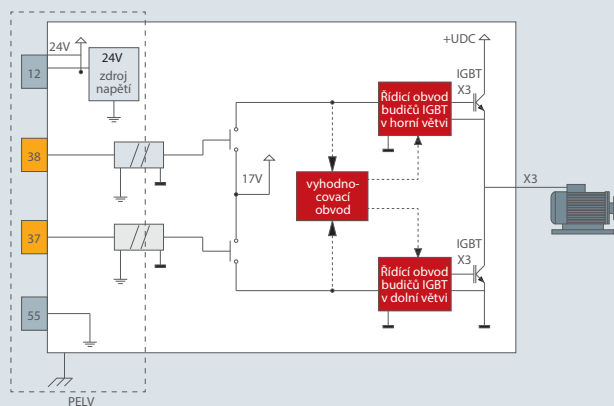 24V
12
24V
zdroj
napětí
+UDC
IGBT
X3
Řídicí obvod
budičů IGBT
v horní větvi
38
17V
vyhodno-
covací
obvod
X3
37
IGBT
X3
Řídící obvod
budičů IGBT
v dolní větvi
55
PELV